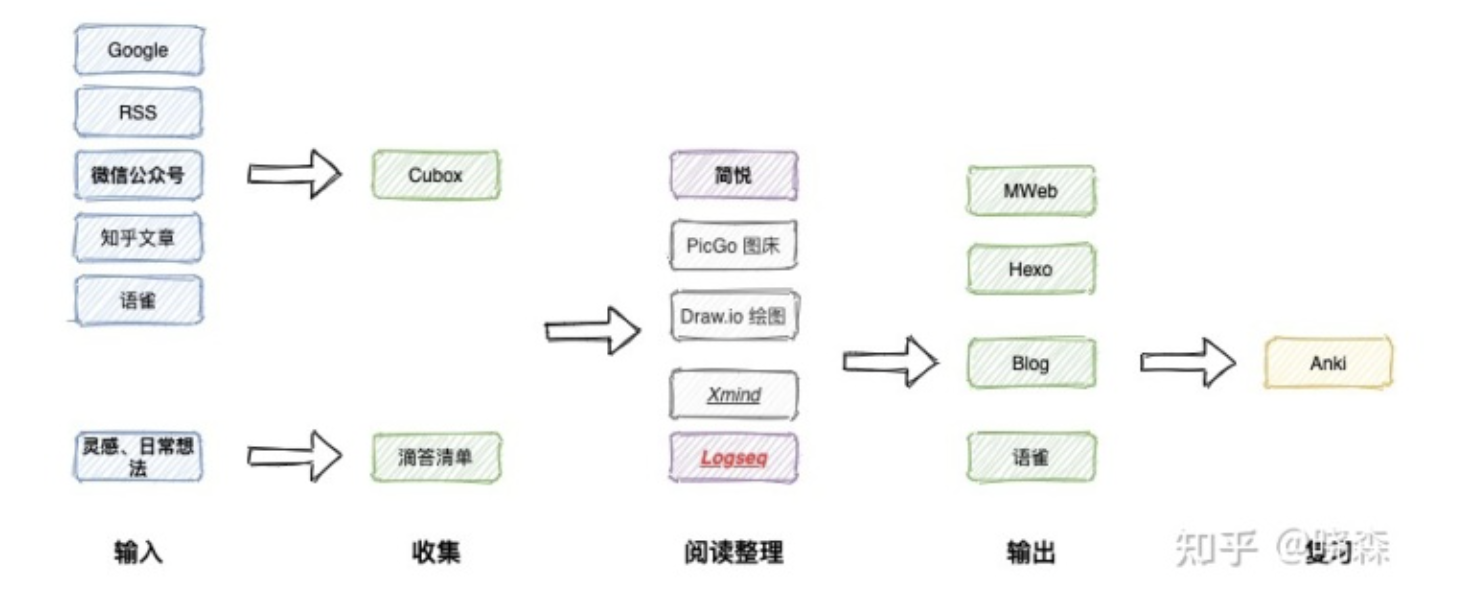 Google
RSS
微信公众号
知乎文章
语雀
灵感、日常想
法
输入
Cubox
滴答清单
收集
简悦
PicGo 图床
Draw.io 绘图
Xmind
Logseq
阅读整理
MWeb
Hexo
Blog
语雀
输出
Anki
复习
知乎 @晓森